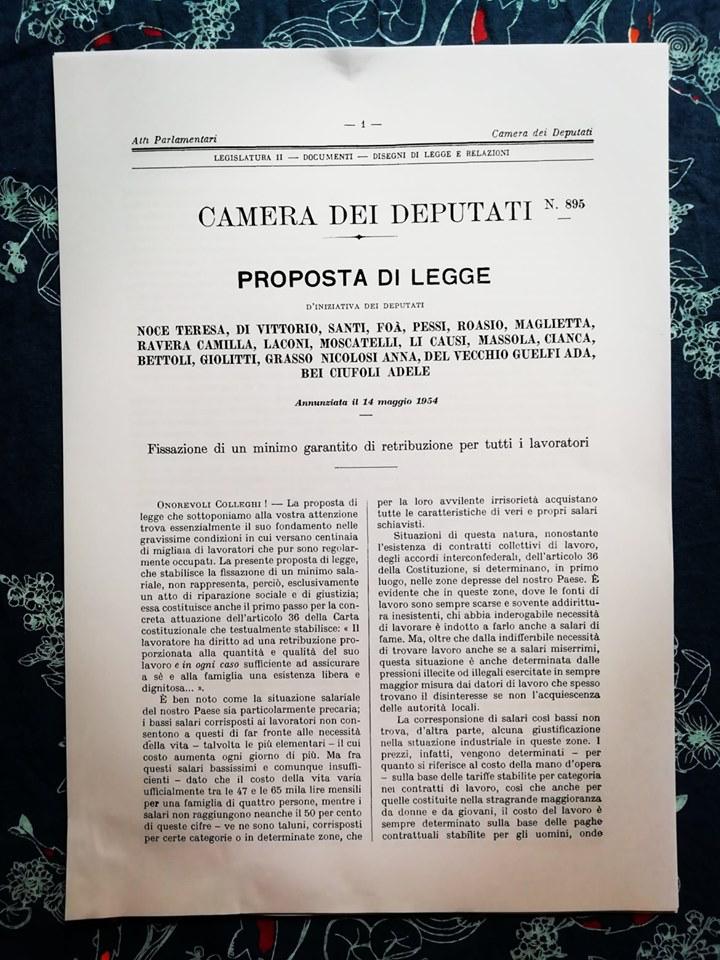 — 1 —
Atti Parlamentari
Camera dei Deputati
LEGISLATURA II — DOCUMENTI — DISEGNI DI LEGGE E RELAZIONI
CAMERA DEI DEPUTATI N. 895
PROPOSTA DI LEGGE
D'INIZIATIVA DEI DEPUTATI
NOCE TERESA, DI VITTORIO, SANTI, FOÀ, PESSI, ROASIO, MAGLIETTA,
RAVERA CAMILLA, LACONI, MOSCATELLI, LI CAUSI, MASSOLA, CIANCA,
BETTOLI, GIOLITTI, GRASSO NICOLOSI ANNA, DEL VECCHIO GUELFI ADA,
BEI CIUFOLI ADELE
Annunziata il 14 maggio 1954
Fissazione di un minimo garantito di retribuzione per tutti i lavoratori
ONOREVOLI COLLEGHI ! — La proposta di
legge che sottoponiamo alla vostra attenzione
trova essenzialmente il suo fondamento nelle
gravissime condizioni in cui versano centinaia
di migliaia di lavoratori che pur sono regolar-
mente occupati. La presente proposta di legge,
che stabilisce la fissazione di un minimo sala-
riale, non rappresenta, perciò, esclusivamente
un atto di riparazione sociale e di giustizia;
essa costituisce anche il primo passo per la con-
creta attuazione dell'articolo 36 della Carta
costituzionale che testualmente stabilisce: « Il
lavoratore ha diritto ad una retribuzione pro-
porzionata alla quantità e qualità del suo
lavoro e in ogni caso sufficiente ad assicurare
a sè e alla famiglia una esistenza libera e
dignitosa... ».
È ben noto come la situazione salariale
del nostro Paese sia particolarmente precaria;
i bassi salari corrisposti ai lavoratori non con-
sentono a questi di far fronte alle necessità
della vita – talvolta le più elementari – il cui
costo aumenta ogni giorno di più. Ma fra
questi salari bassissimi e comunque insuffi-
cienti – dato che il costo della vita varia
ufficialmente tra le 47 e le 65 mila lire mensili
per una famiglia di quattro persone, mentre i
salari non raggiungono neanche il 50 per cento
di queste cifre – ve ne sono taluni, corrisposti
per certe categorie o in determinate zone, che
per la loro avvilente irrisorietà acquistano
tutte le caratteristiche di veri e propri salari
schiavisti.
Situazioni di questa natura, nonostante
l'esistenza di contratti collettivi di lavoro,
degli accordi interconfederali, dell'articolo 36
della Costituzione, si determinano, in primo
luogo, nelle zone depresse del nostro Paese. È
evidente che in queste zone, dove le fonti di
lavoro sono sempre scarse e sovente addirittu-
ra inesistenti, chi abbia inderogabile necessità
di lavorare è indotto a farlo anche a salari di
fame. Ma, oltre che dalla indifferibile necessità
di trovare lavoro anche se a salari miserrimi,
questa situazione è anche determinata dalle
pressioni illecite od illegali esercitate in sempre
maggior misura dai datori di lavoro che spesso
trovano il disinteresse se non l'acquiescenza
delle autorità locali.
La corresponsione di salari così bassi non
trova, d'altra parte, alcuna giustificazione
nella situazione industriale in queste zone. I
prezzi, infatti, vengono determinati – per
quanto si riferisce al costo della mano d'opera
– sulla base delle tariffe stabilite per categoria
nei contratti di lavoro, così che anche per
quelle costituite nella stragrande maggioranza
da donne e da giovani, il costo del lavoro è
sempre determinato sulla base delle paghe
contrattuali stabilite per gli uomini, onde